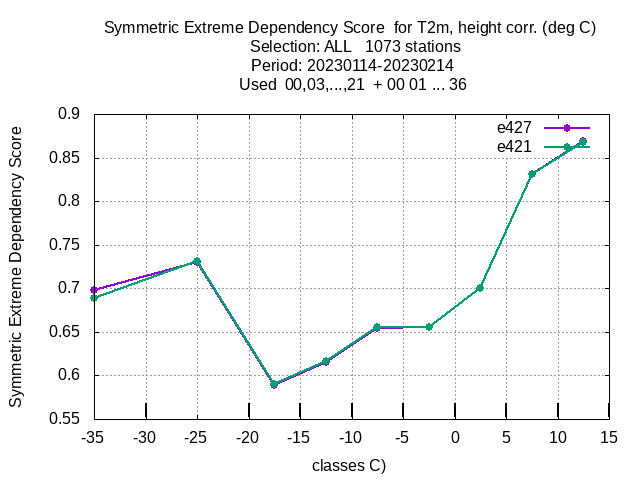 Symmetric Extreme Dependency Score  for T2m, height corr. (deg C)
Selection: ALL   1073 stations
Period: 20230114-20230214
Used  00,03,...,21  + 00 01 ... 36
e427
e421
Symmetric Extreme Dependency Score
0.9
0.85
0.8
0.75
0.7
0.65
0.6
0.55
-35 -30 -25 -20 -15 -10 -5 0 5 10 15
classes C)